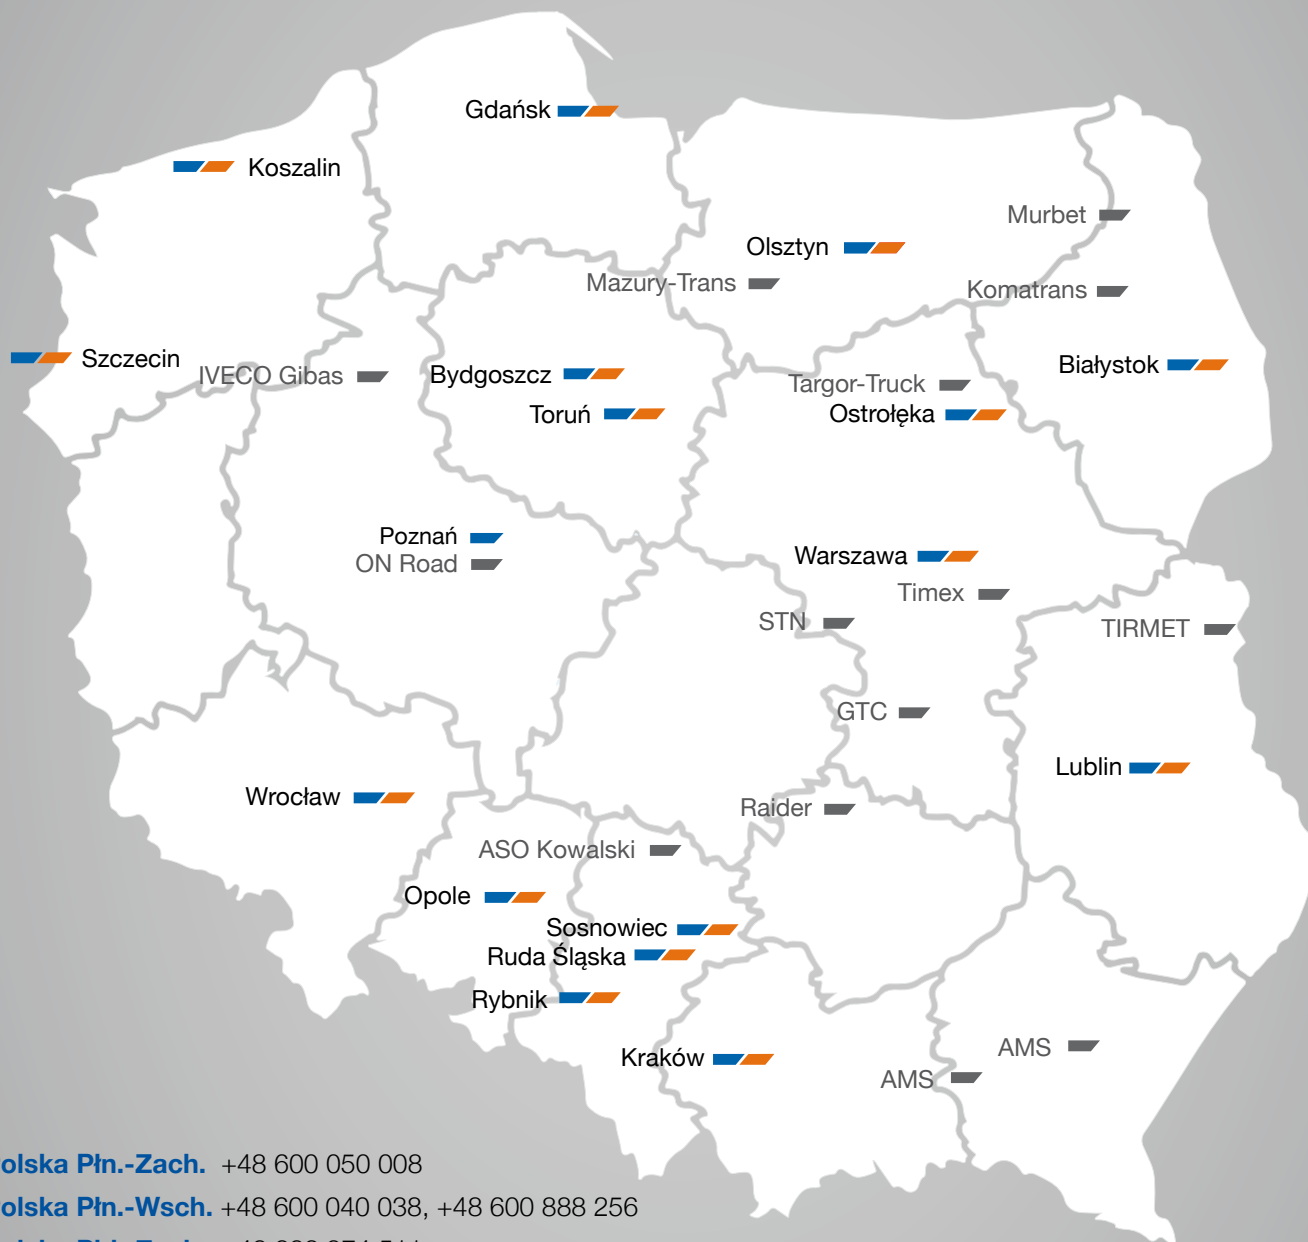 Gdańsk
Koszalin
Murbet
Olsztyn
Mazury-Trans
Komatrans
Szczecin
IVECO Gibas
Bydgoszcz
Białystok
Targor-Truck
Toruń
Ostrołęka
Poznań
ON Road
Warszawa
Timex
STN
TIRMET
GTC
Lublin
Wrocław
Raider
ASO Kowalski
Opole
Sosnowiec
Ruda Śląska
Rybnik
AMS
Kraków
AMS
olska Płn.-Zach. +48 600 050 008
olska Płn.-Wsch. +48 600 040 038, +48 600 888 256